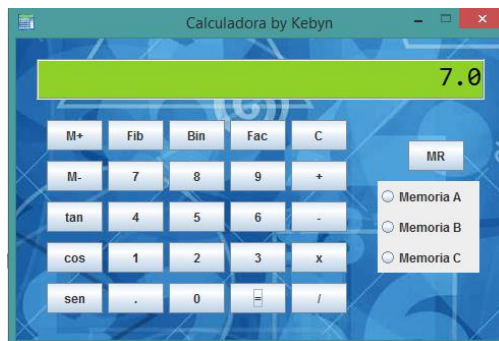 Calculadora by Kebyn
7.0
M+ Fib Bin Fac C
MR
M- 7 8 9 +
Memoria A
tan 4 5 6 -
Memoria B
cos 1 2 3 x
Memoria C
sen . 0 = /